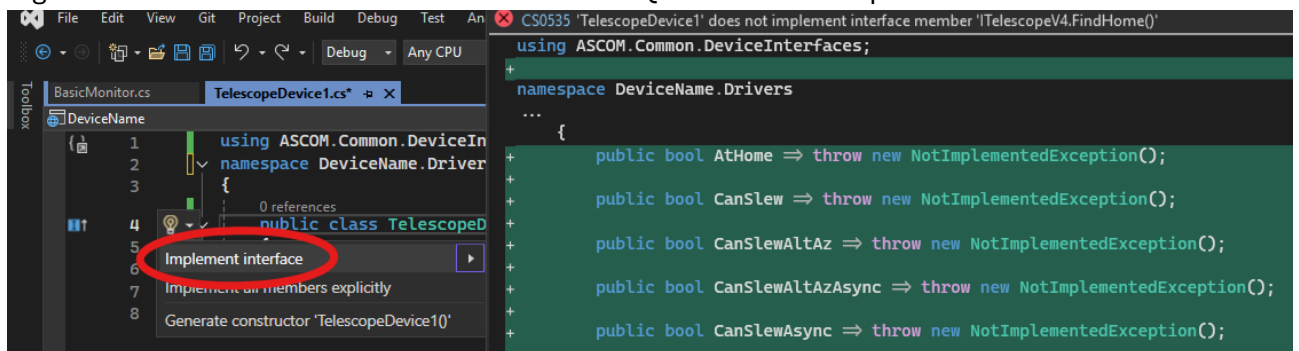 File Edit View Git Project Build Debug Test An
Debug Any CPU
Toolbox
BasicMonitor.cs TelescopeDevice1.cs*
DeviceName
1 using ASCOM.Common.DeviceIn
2 namespace DeviceName.Driver
3 {
0 references
4 public class TelescopeD
5
6
7
8
Implement interface
Implement all members explicitly
Generate constructor 'TelescopeDevice1()'
CS0535 'TelescopeDevice1' does not implement interface member 'ITelescopeV4.FindHome()'
using ASCOM.Common.DeviceInterfaces;
+
namespace DeviceName.Drivers
...
{
+ public bool AtHome ⇒ throw new NotImplementedException();
+
+ public bool CanSlew ⇒ throw new NotImplementedException();
+
+ public bool CanSlewAltAz ⇒ throw new NotImplementedException();
+
+ public bool CanSlewAltAzAsync ⇒ throw new NotImplementedException();
+
+ public bool CanSlewAsync ⇒ throw new NotImplementedException();